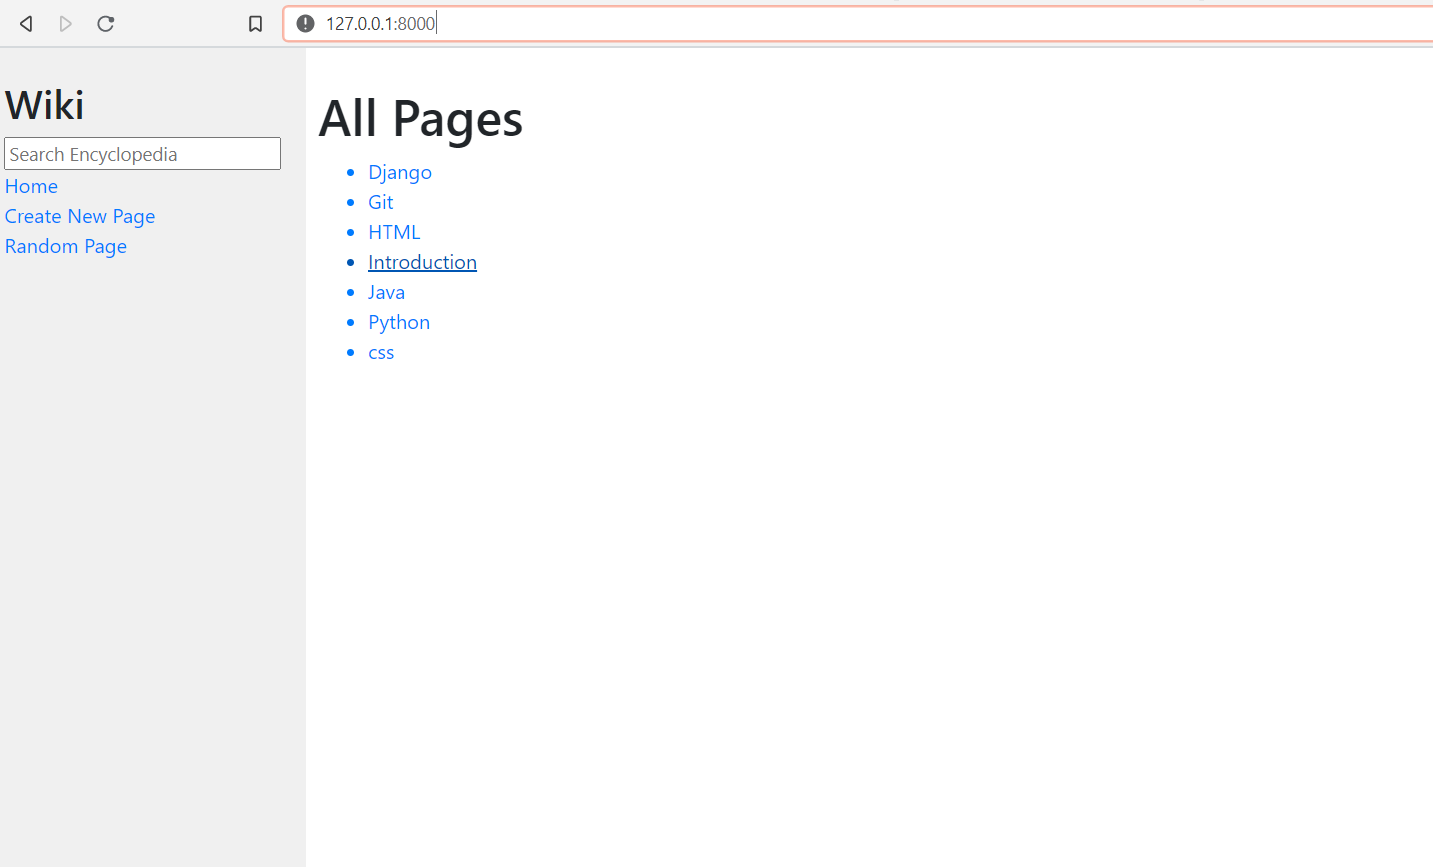 127.0.0.1:8000
Wiki
Search Encyclopedia
Home
Create New Page
Random Page
All Pages
Django
Git
HTML
Introduction
Java
Python
css